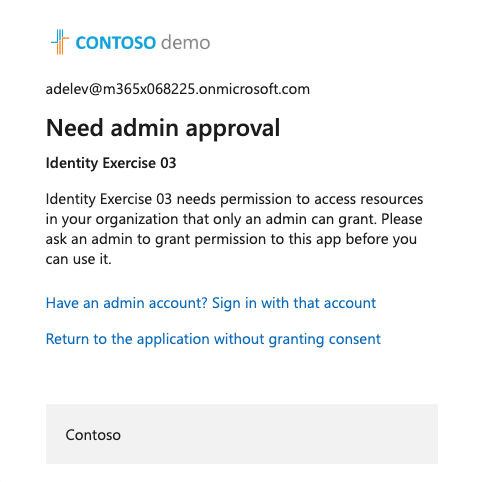 CONTOSO demo
adelev@m365x068225.onmicrosoft.com
Need admin approval
Identity Exercise 03
Identity Exercise 03 needs permission to access resources
in your organization that only an admin can grant. Please
ask an admin to grant permission to this app before you
can use it.
Have an admin account? Sign in with that account
Return to the application without granting consent
Contoso